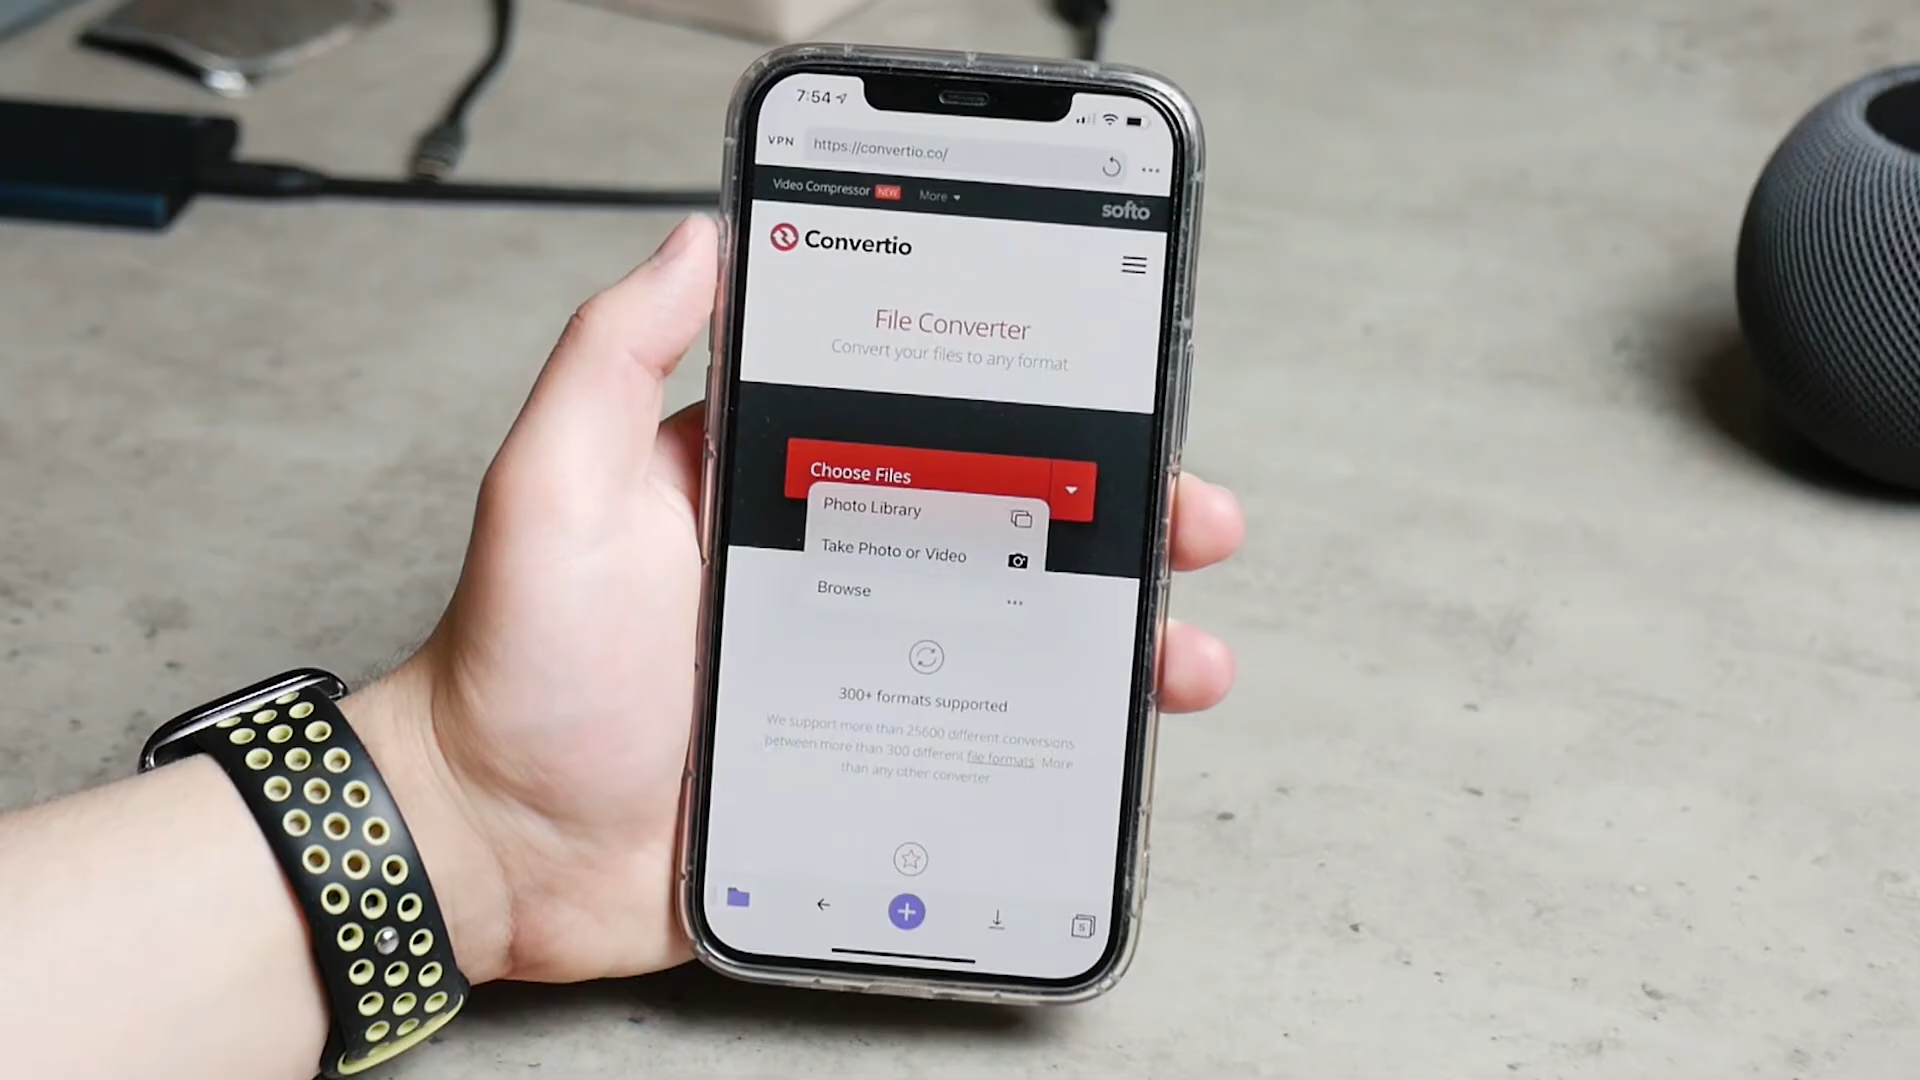 7:54
VPN https://convertio.co/
Video Compressor NEW More softo
Convertio
File Converter
Convert your files to any format
Choose Files
Photo Library
Take Photo or Video
Browse
300+ formats supported
We support more than 25600 different conversions
between more than 300 different file formats. More
than any other converter
5